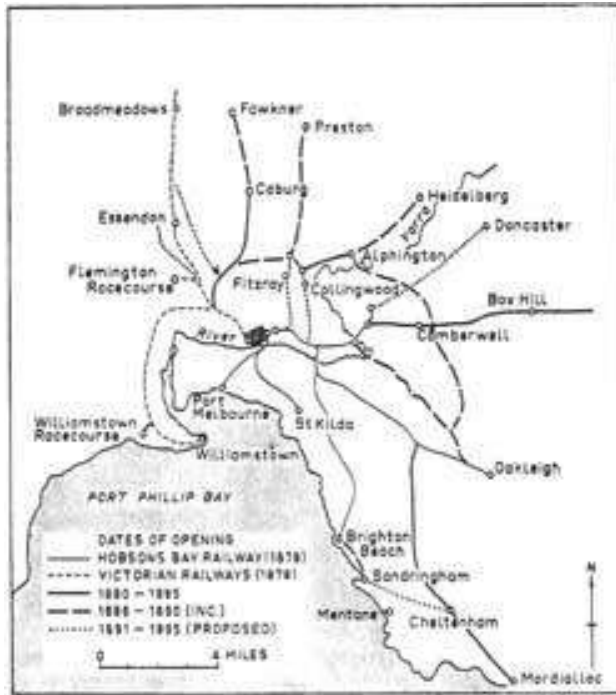 Broadmeadows
Fawkner
Preston
Coburg
Heidelberg
Essendon
Yarra
Doncaster
Alphington
Flemington
Racecourse
Fitzroy
Collingwood
Box Hill
River
Camberwell
Port
Melbourne
St Kilda
Williamstown
Racecourse
Williamstown
Oakleigh
PORT PHILLIP BAY
DATES OF OPENING
HOBSONS BAY RAILWAY (1878)
VICTORIAN RAILWAYS (1878)
1880 – 1885
1886 – 1890 (INC.)
1891 – 1895 (PROPOSED)
0 4 MILES
Brighton
Beach
Sandringham
Mentone
Cheltenham
Mordialloc
N